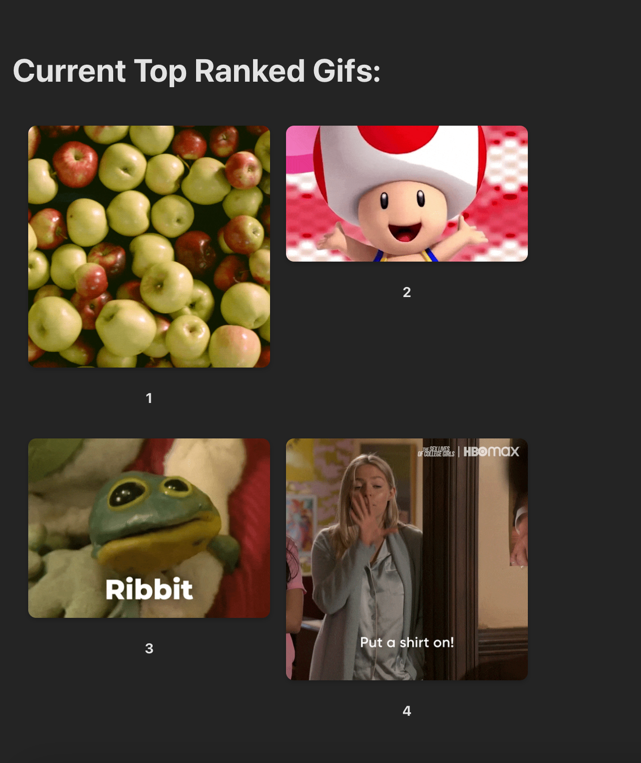 Current Top Ranked Gifs:
1
2
Ribbit
3
THE SEX LIVES
OF COLLEGE GIRLS
HBOmax
Put a shirt on!
4